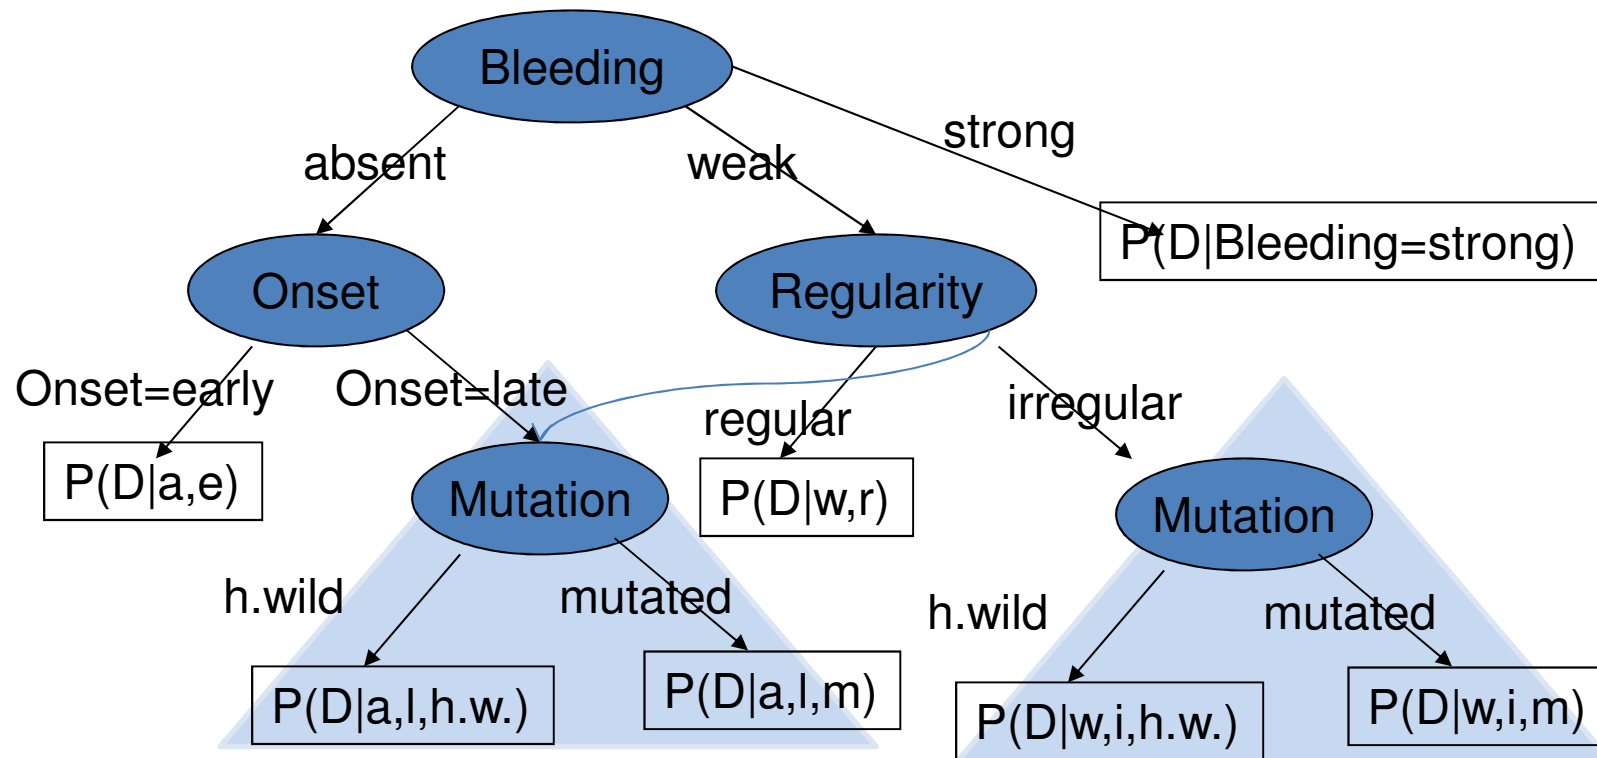 Bleeding
absent
weak
strong
P(D|Bleeding=strong)
Onset
Regularity
Onset=early
Onset=late
regular
irregular
P(D|a,e)
Mutation
P(D|w,r)
Mutation
h.wild
mutated
h.wild
mutated
P(D|a,l,h.w.)
P(D|a,l,m)
P(D|w,i,h.w.)
P(D|w,i,m)